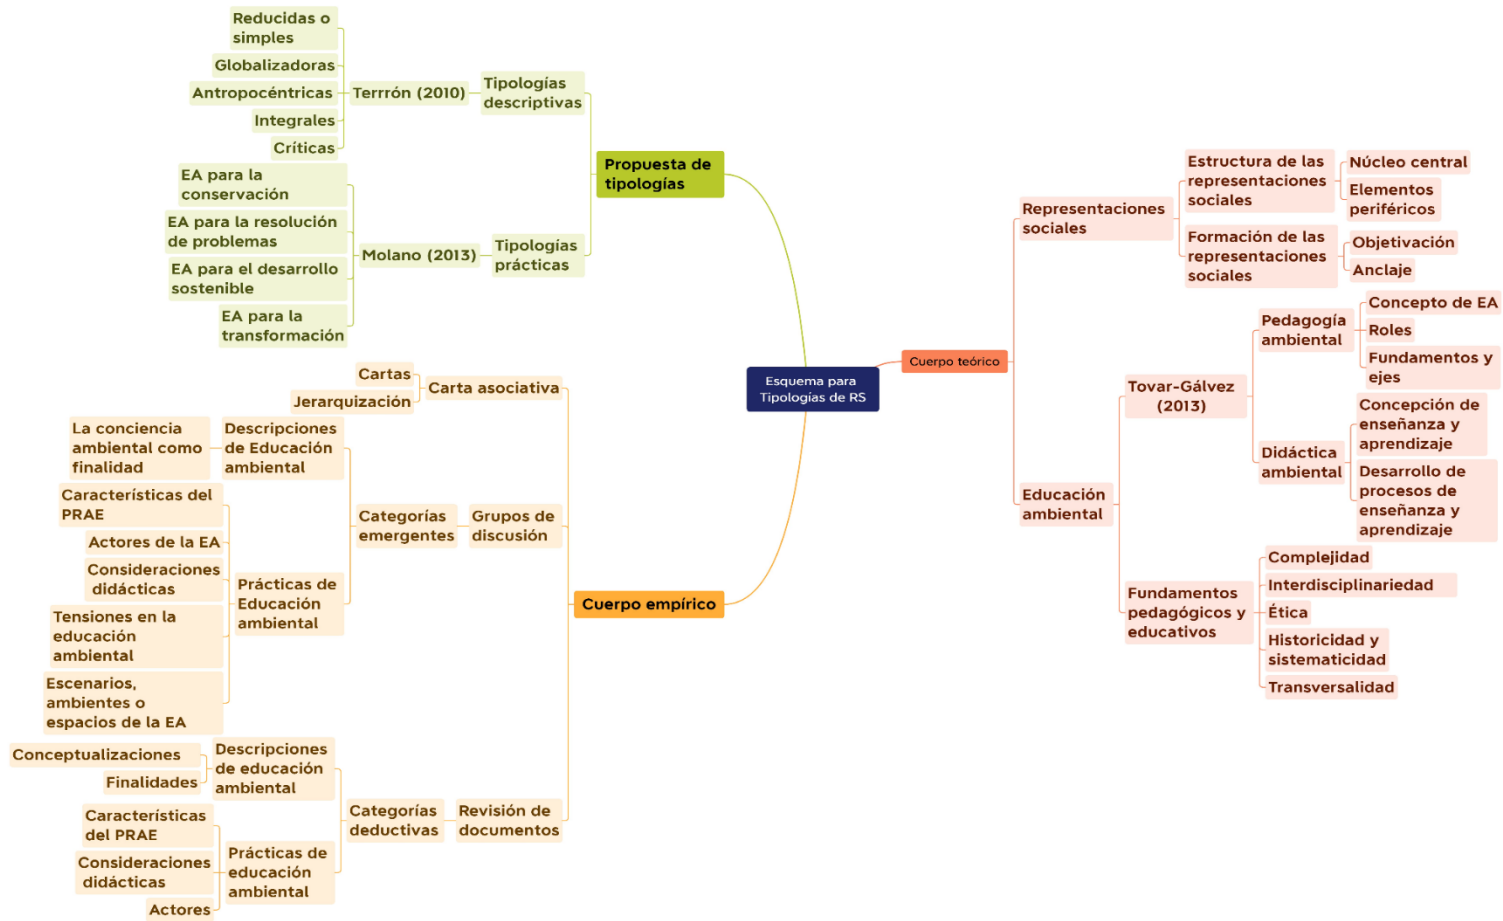 Reducidas o
simples
Globalizadoras
Antropocéntricas
Integrales
Críticas
Terrrón (2010)
Tipologías
descriptivas
EA para la
conservación
EA para la resolución
de problemas
EA para el desarrollo
sostenible
EA para la
transformación
Molano (2013)
Tipologías
prácticas
Propuesta de
tipologías
Cartas
Jerarquización
Carta asociativa
La conciencia
ambiental como
finalidad
Descripciones
de Educación
ambiental
Características del
PRAE
Actores de la EA
Consideraciones
didácticas
Tensiones en la
educación
ambiental
Escenarios,
ambientes o
espacios de la EA
Prácticas de
Educación
ambiental
Categorías
emergentes
Grupos de
discusión
Cuerpo empírico
Conceptualizaciones
Finalidades
Descripciones
de educación
ambiental
Características
del PRAE
Consideraciones
didácticas
Actores
Prácticas de
educación
ambiental
Categorías
deductivas
Revisión de
documentos
Esquema para
Tipologías de RS
Cuerpo teórico
Representaciones
sociales
Estructura de las
representaciones
sociales
Núcleo central
Elementos
periféricos
Formación de las
representaciones
sociales
Objetivación
Anclaje
Educación
ambiental
Tovar-Gálvez
(2013)
Pedagogía
ambiental
Concepto de EA
Roles
Fundamentos y
ejes
Didáctica
ambiental
Concepción de
enseñanza y
aprendizaje
Desarrollo de
procesos de
enseñanza y
aprendizaje
Fundamentos
pedagógicos y
educativos
Complejidad
Interdisciplinariedad
Ética
Historicidad y
sistematicidad
Transversalidad